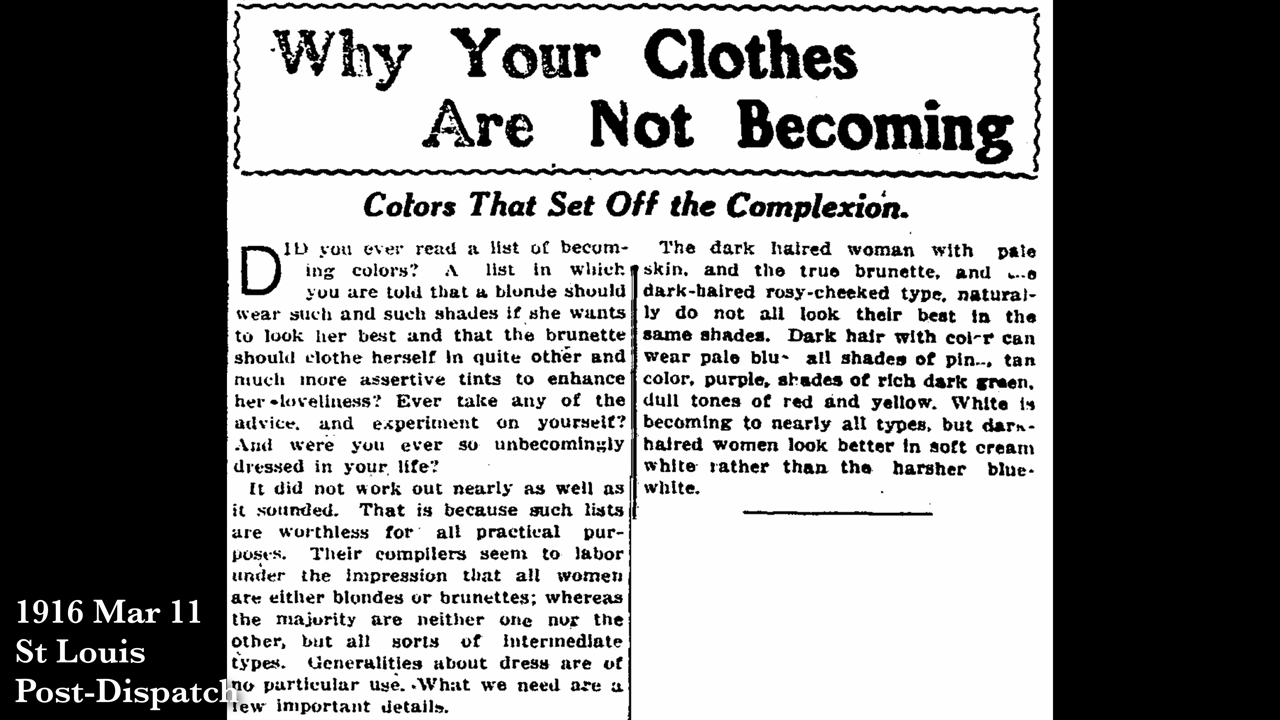 Why Your Clothes
Are Not Becoming
Colors That Set Off the Complexion.
DID you ever read a list of becom-
ing colors? A list in which
you are told that a blonde should
wear such and such shades if she wants
to look her best and that the brunette
should clothe herself in quite other and
much more assertive tints to enhance
her loveliness? Ever take any of the
advice, and experiment on yourself?
And were you ever so unbecomingly
dressed in your life?
It did not work out nearly as well as
it sounded. That is because such lists
are worthless for all practical pur-
poses. Their compilers seem to labor
under the impression that all women
are either blondes or brunettes; whereas
the majority are neither one nor the
other, but all sorts of intermediate
types. Generalities about dress are of
no particular use. What we need are a
few important details.
The dark haired woman with pale
skin, and the true brunette, and
dark-haired rosy-cheeked type, natural-
ly do not all look their best in the
same shades. Dark hair with color can
wear pale all shades of tan
color, purple, shades of rich dark green,
dull tones of red and yellow. White is
becoming to nearly all types, but dark-
haired women look better in soft cream
white rather than the harsher blue-
white.
1916 Mar 11
St Louis
Post-Dispatch